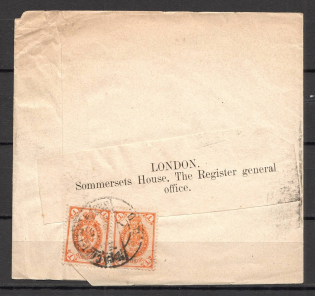 LONDON.
Sommersets House, The Register general
office.